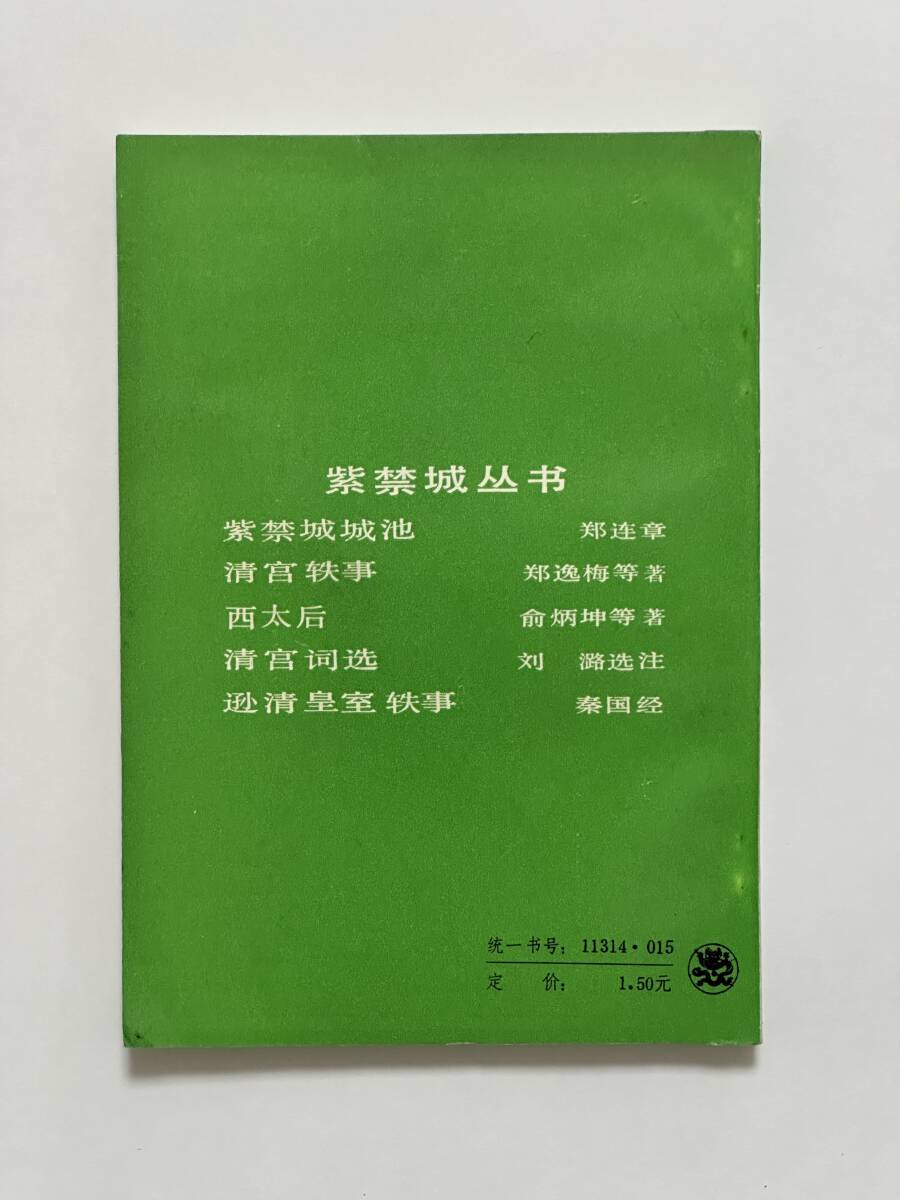 紫禁城丛书
紫禁城城池 郑连章
清宫轶事 郑逸梅等著
西太后 俞炳坤等著
清宫词选 刘 潞选注
逊清皇室轶事 秦国经
统一书号：11314·015
定 价： 1.50元